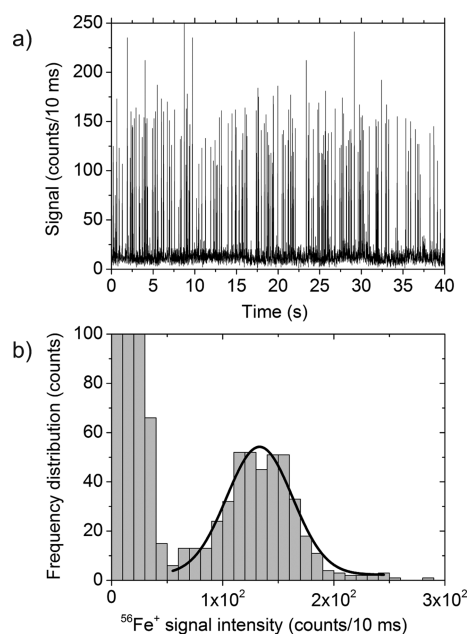 a)
250
200
150
100
50
0
Signal (counts/10 ms)
0 5 10 15 20 25 30 35 40
Time (s)
b)
100
80
60
40
20
0
Frequency distribution (counts)
0 1x10² 2x10² 3x10²
⁵⁶Fe⁺ signal intensity (counts/10 ms)